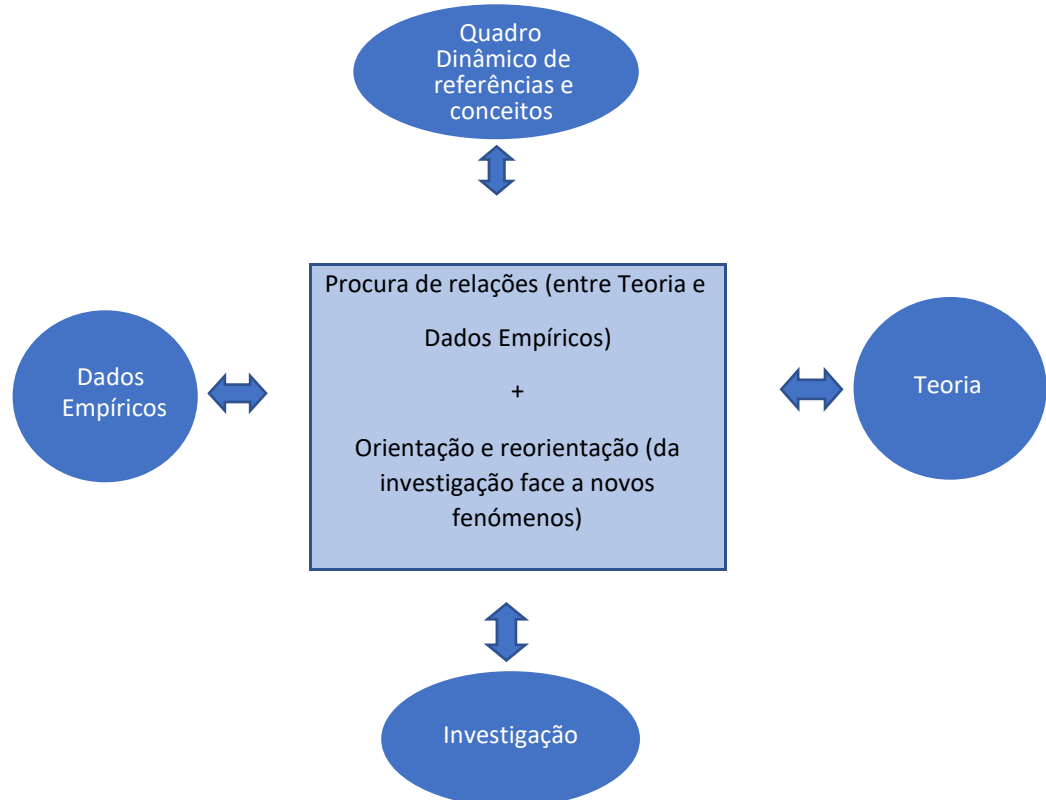 Quadro
Dinâmico de
referências e
conceitos
Procura de relações (entre Teoria e
Dados Empíricos)
+
Orientação e reorientação (da
investigação face a novos
fenómenos)
Dados
Empíricos
Teoria
Investigação